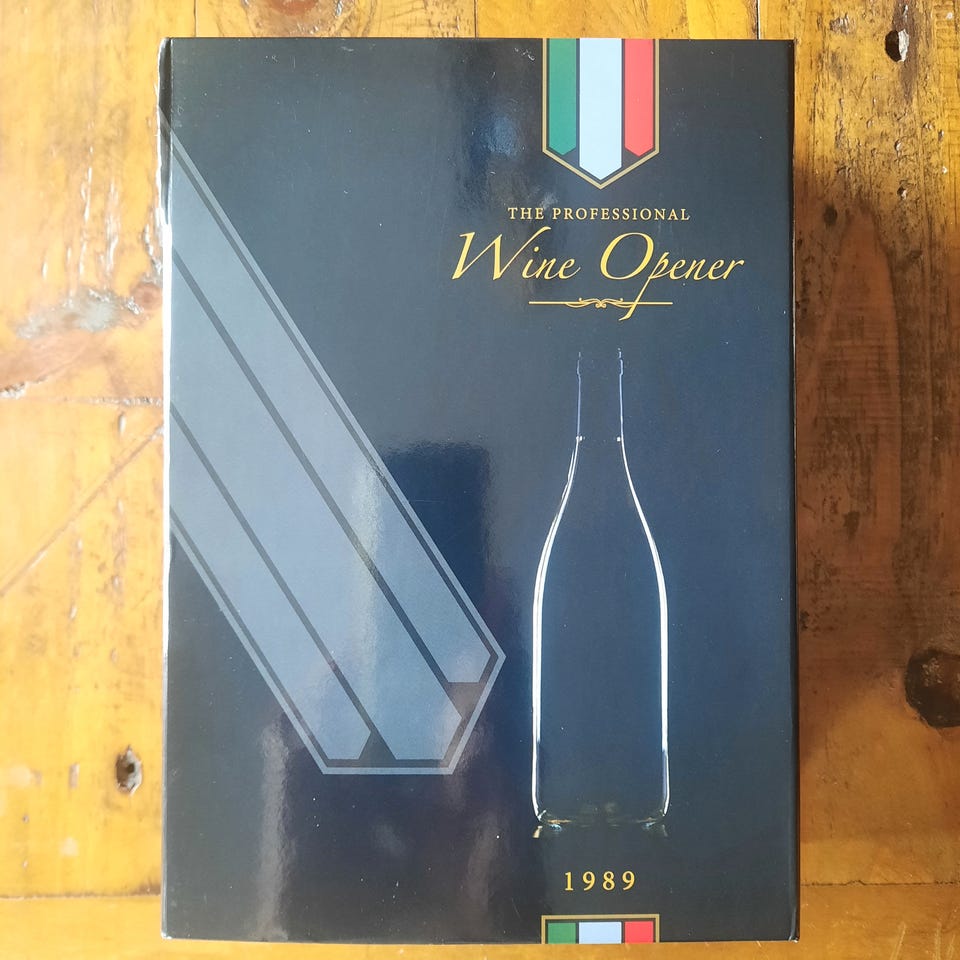 THE PROFESSIONAL
Wine Opener
1989